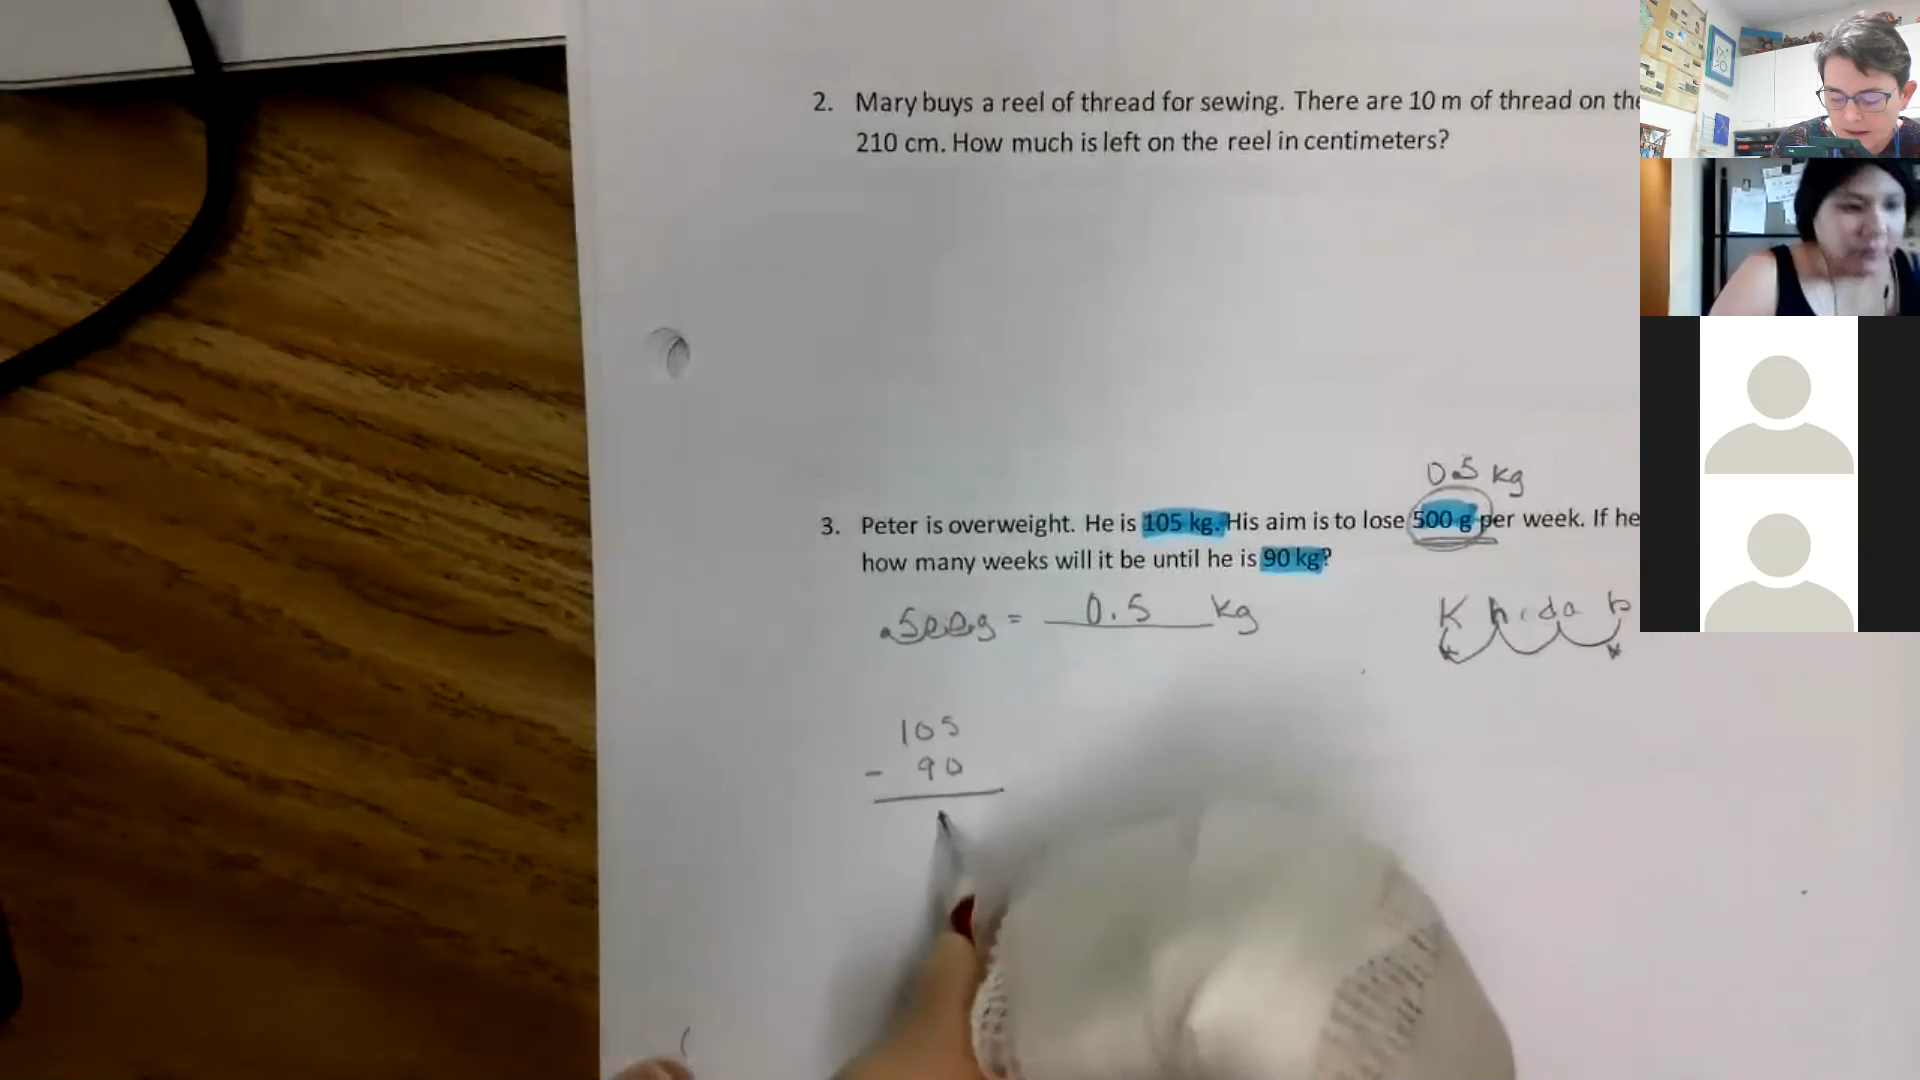 2. Mary buys a reel of thread for sewing. There are 10 m of thread on the
210 cm. How much is left on the reel in centimeters?
0.5 kg
3. Peter is overweight. He is 105 kg. His aim is to lose 500 g per week. If he
how many weeks will it be until he is 90 kg?
.500g = 0.5 kg
K h . da b
105
- 90